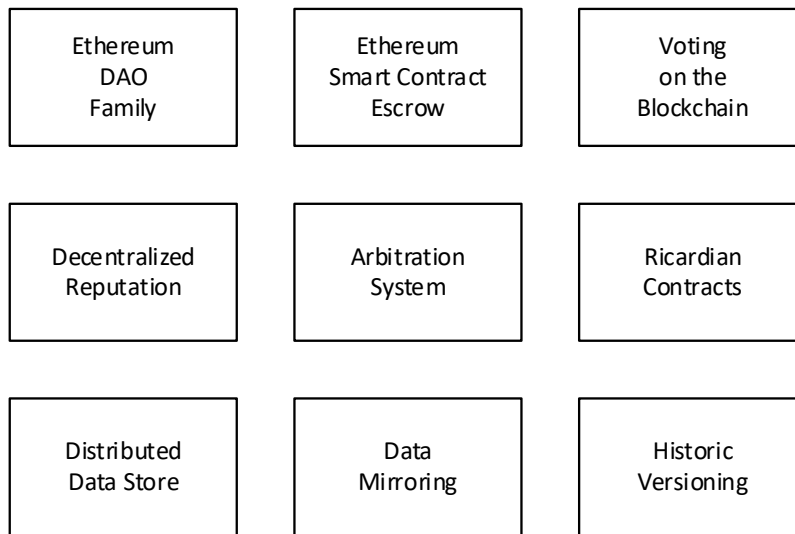 Ethereum
DAO
Family
Ethereum
Smart Contract
Escrow
Voting
on the
Blockchain
Decentralized
Reputation
Arbitration
System
Ricardian
Contracts
Distributed
Data Store
Data
Mirroring
Historic
Versioning